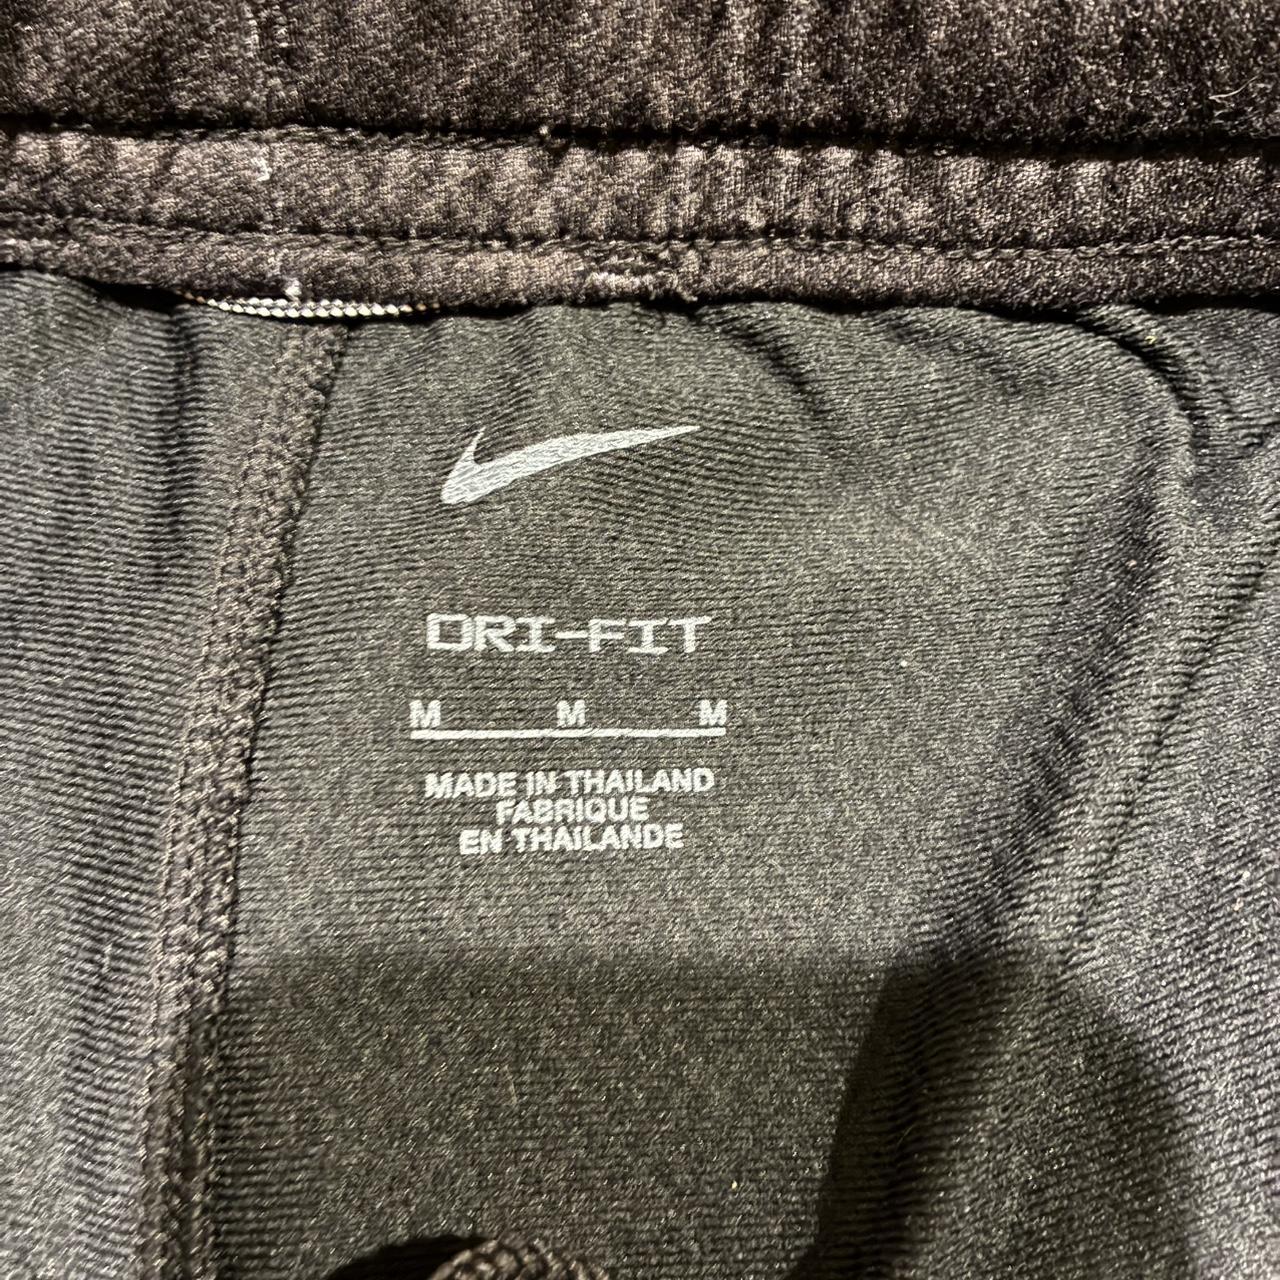 DRI-FIT
M M M
MADE IN THAILAND
FABRIQUE
EN THAILANDE